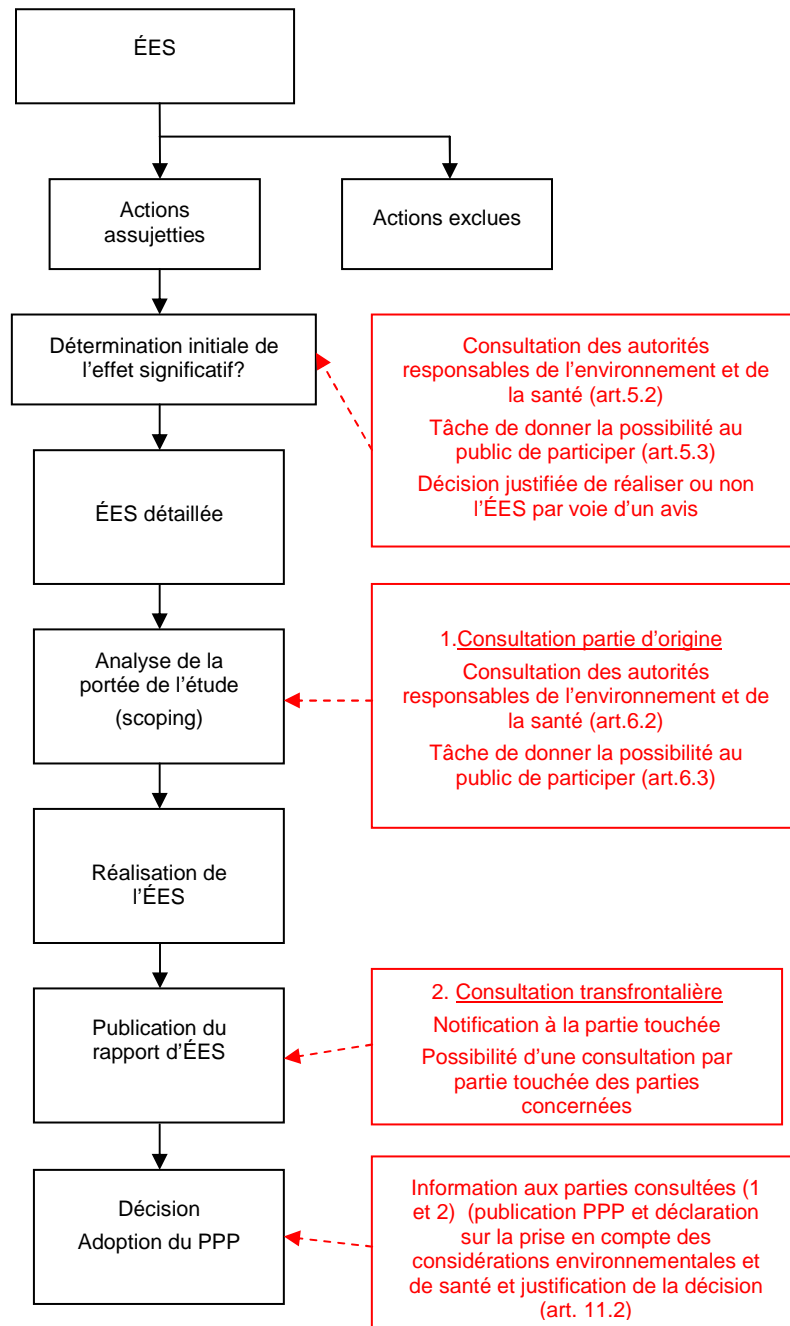 ÉES
Actions
assujetties
Actions exclues
Détermination initiale de
l’effet significatif?
Consultation des autorités
responsables de l’environnement et de
la santé (art.5.2)
Tâche de donner la possibilité au
public de participer (art.5.3)
Décision justifiée de réaliser ou non
l’ÉES par voie d’un avis
ÉES détaillée
Analyse de la
portée de l’étude
(scoping)
1.Consultation partie d’origine
Consultation des autorités
responsables de l’environnement et de
la santé (art.6.2)
Tâche de donner la possibilité au
public de participer (art.6.3)
Réalisation de
l’ÉES
Publication du
rapport d’ÉES
2. Consultation transfrontalière
Notification à la partie touchée
Possibilité d’une consultation par
partie touchée des parties
concernées
Décision
Adoption du PPP
Information aux parties consultées (1
et 2) (publication PPP et déclaration
sur la prise en compte des
considérations environnementales et
de santé et justification de la décision
(art. 11.2)